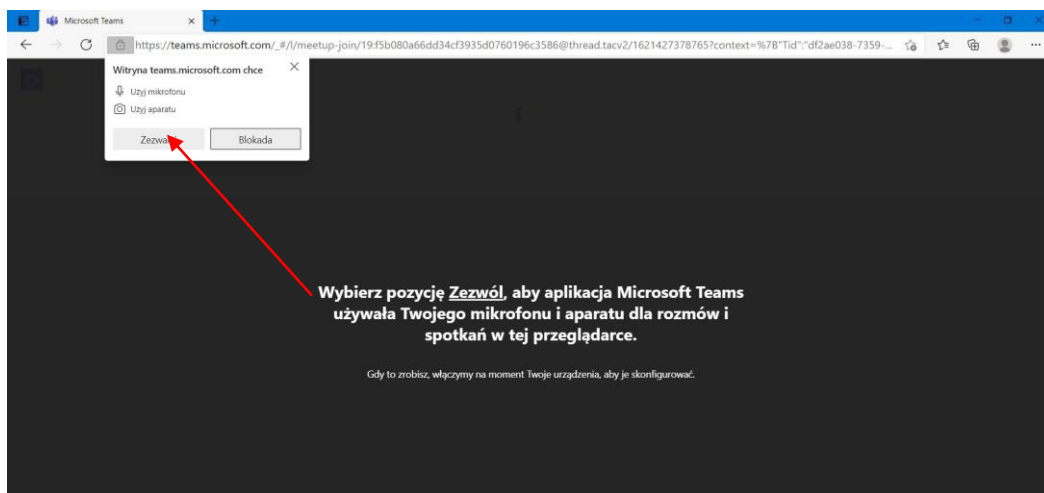 Microsoft Teams
https://teams.microsoft.com/_#/l/meetup-join/19:f5b080a66dd34cf3935d0760196c3586@thread.tacv2/1621427378765?context=%7B"Tid":"df2ae038-7359-...
Witryna teams.microsoft.com chce
Użyj mikrofonu
Użyj aparatu
Blokada
Wybierz pozycję Zezwól, aby aplikacja Microsoft Teams
używała Twojego mikrofonu i aparatu dla rozmów i
spotkań w tej przeglądarce.
Gdy to zrobisz, włączymy na moment Twoje urządzenia, aby je skonfigurować.